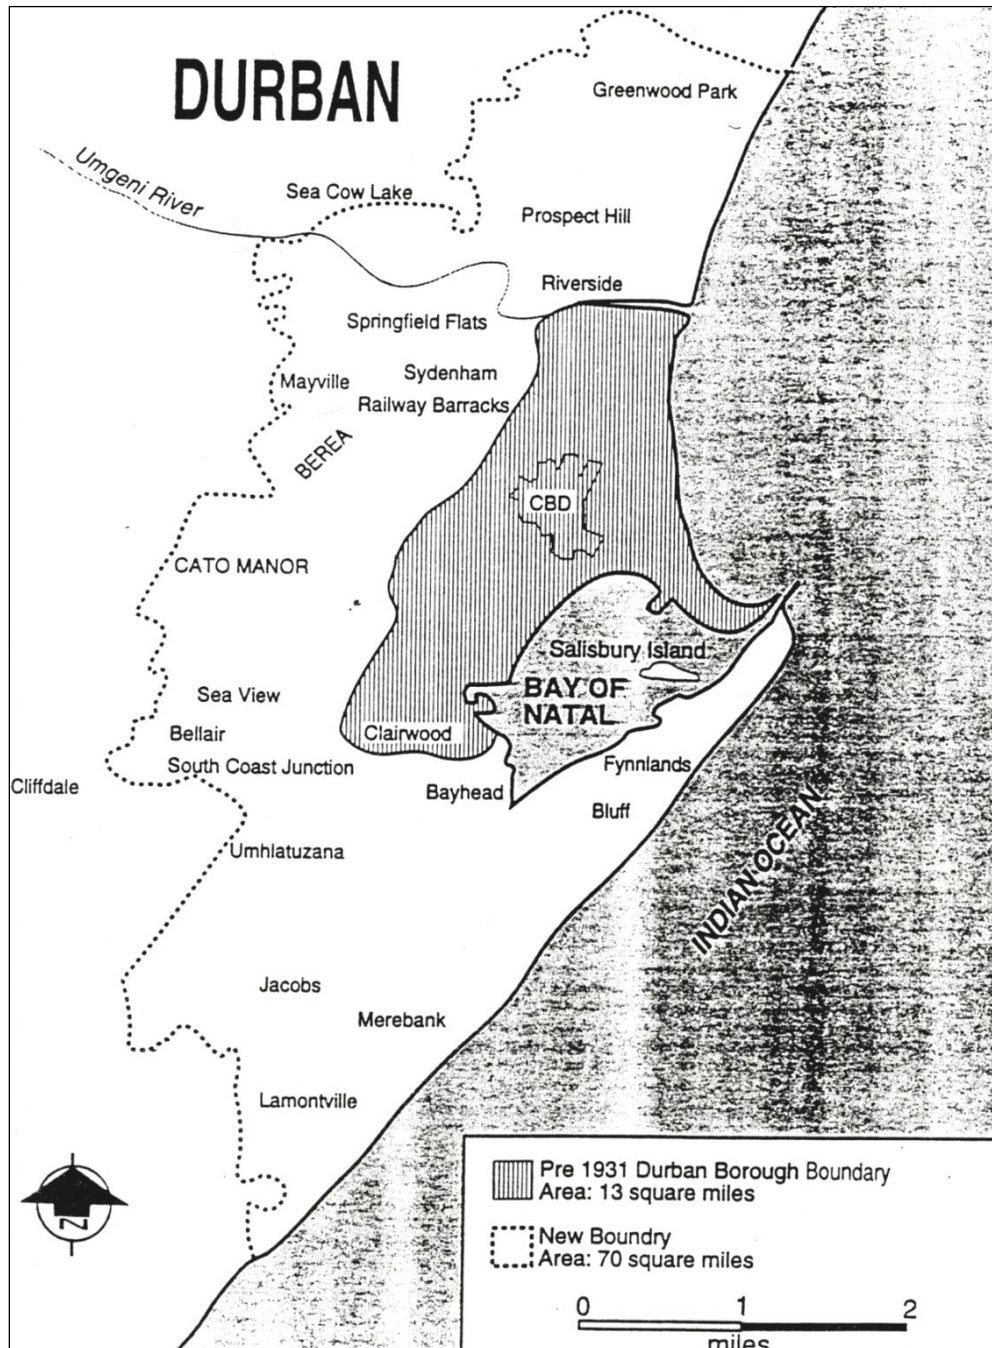 DURBAN
Greenwood Park
Umgeni River
Sea Cow Lake
Prospect Hill
Riverside
Springfield Flats
Sydenham
Mayville
Railway Barracks
BEREA
CBD
CATO MANOR
Salisbury Island
BAY OF
NATAL
Sea View
Bellair
Clairwood
South Coast Junction
Fynnlands
Cliffdale
Bayhead
Bluff
INDIAN OCEAN
Umhlatuzana
Jacobs
Merebank
Lamontville
N
Pre 1931 Durban Borough Boundary
Area: 13 square miles
New Boundry
Area: 70 square miles
0 1 2
miles